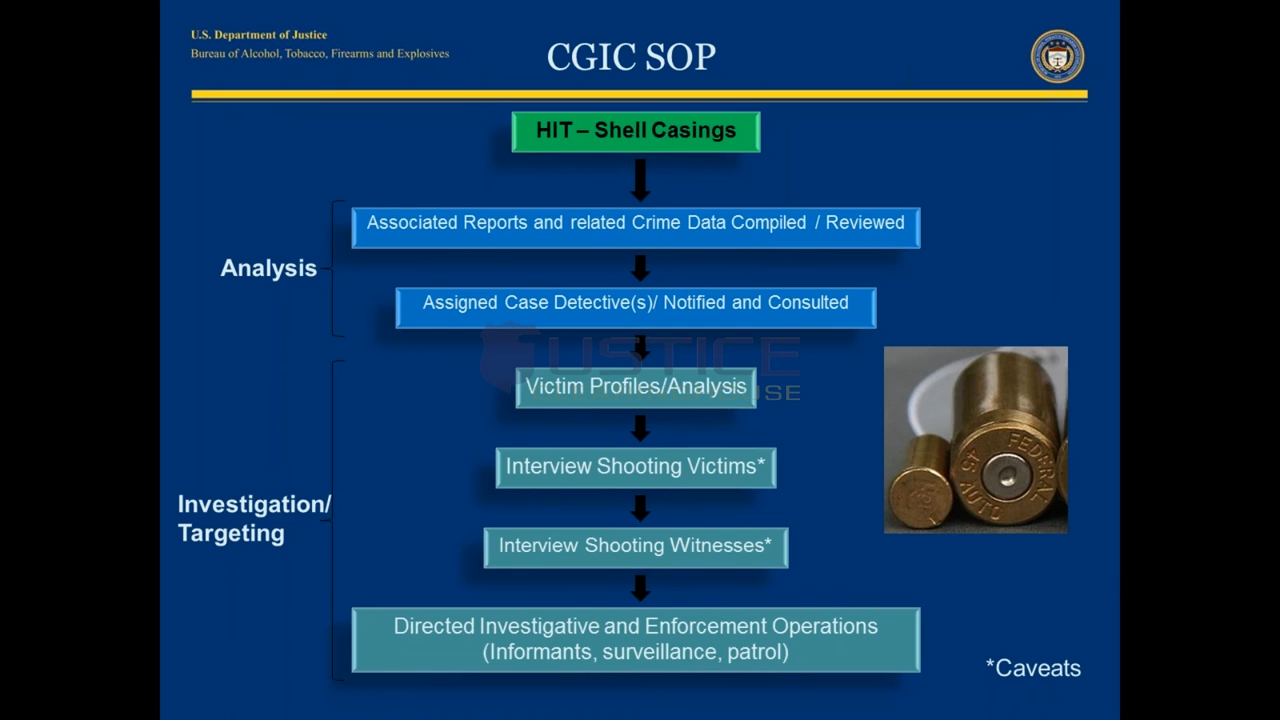 U.S. Department of Justice
Bureau of Alcohol, Tobacco, Firearms and Explosives
CGIC SOP
HIT – Shell Casings
Associated Reports and related Crime Data Compiled / Reviewed
Analysis
Assigned Case Detective(s)/ Notified and Consulted
JUSTICE
Victim Profiles/Analysis
Interview Shooting Victims*
FEDERAL
45
AUTO
Investigation/
Targeting
Interview Shooting Witnesses*
Directed Investigative and Enforcement Operations
(Informants, surveillance, patrol)
*Caveats